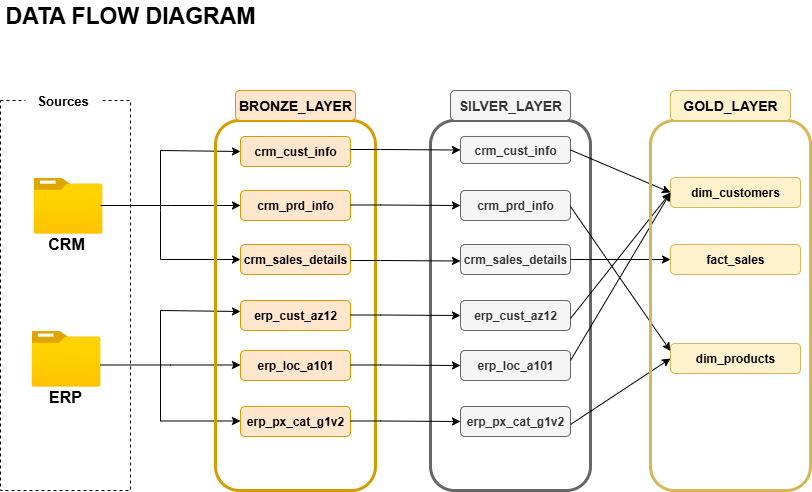 DATA FLOW DIAGRAM
Sources
CRM
ERP
BRONZE_LAYER
crm_cust_info
crm_prd_info
crm_sales_details
erp_cust_az12
erp_loc_a101
erp_px_cat_g1v2
SILVER_LAYER
crm_cust_info
crm_prd_info
crm_sales_details
erp_cust_az12
erp_loc_a101
erp_px_cat_g1v2
GOLD_LAYER
dim_customers
fact_sales
dim_products